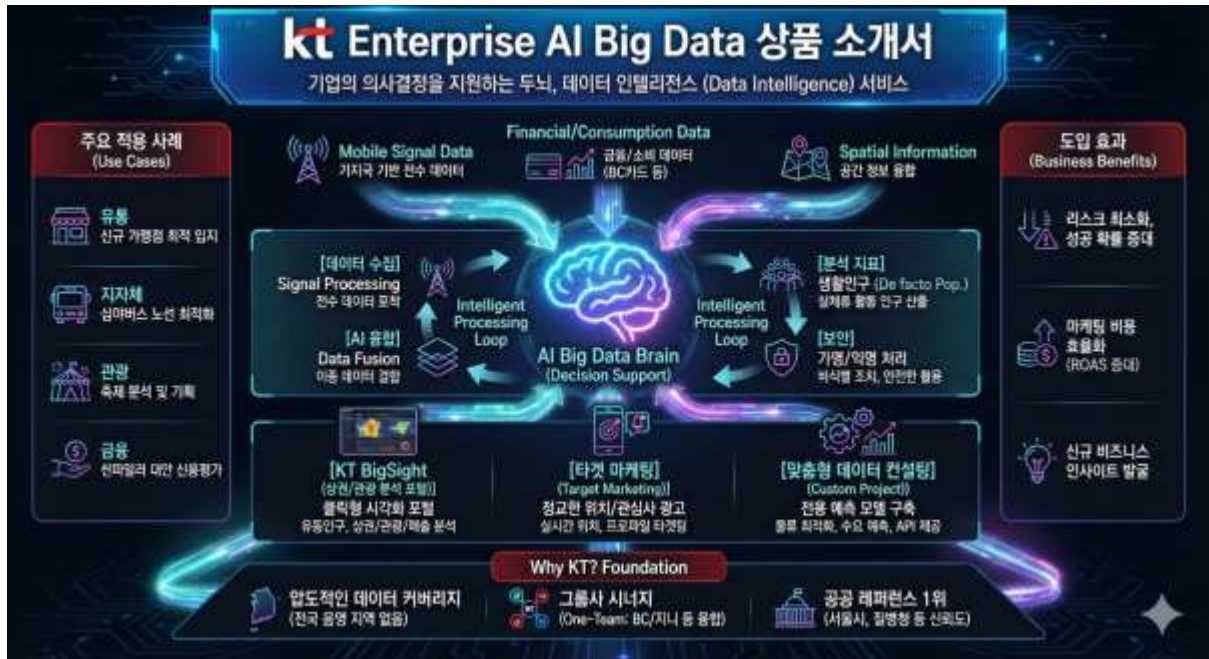 kt Enterprise AI Big Data 상품 소개서
기업의 의사결정을 지원하는 두뇌, 데이터 인텔리전스 (Data Intelligence) 서비스
주요 적용 사례
(Use Cases)
유통
신규 가맹점 최적 입지
지자체
심야버스 노선 최적화
관광
축제 분석 및 기획
금융
씬파일러 대안 신용평가
Mobile Signal Data
기지국 기반 전수 데이터
Financial/Consumption Data
금융/소비 데이터
(BC카드 등)
Spatial Information
공간 정보 융합
[데이터 수집]
Signal Processing
전수 데이터 포착
[AI 융합]
Data Fusion
이종 데이터 결합
Intelligent
Processing
Loop
AI Big Data Brain
(Decision Support)
Intelligent
Processing
Loop
[분석 지표]
생활인구 (De facto Pop.)
실체류 활동 인구 산출
[보안]
가명/익명 처리
비식별 조치, 안전한 활용
[KT BigSight
(상권/관광 분석 포털)]
클릭형 시각화 포털
유동인구, 상권/관광/매출 분석
[타겟 마케팅]
(Target Marketing)]
정교한 위치/관심사 광고
실시간 위치, 프로파일 타겟팅
[맞춤형 데이터 컨설팅]
(Custom Project))
전용 예측 모델 구축
물류 최적화, 수요 예측, API 제공
도입 효과
(Business Benefits)
리스크 최소화,
성공 확률 증대
마케팅 비용
효율화
(ROAS 증대)
신규 비즈니스
인사이트 발굴
Why KT? Foundation
압도적인 데이터 커버리지
(전국 음영 지역 없음)
그룹사 시너지
(One-Team: BC/지니 등 융합)
공공 레퍼런스 1위
(서울시, 질병청 등 신뢰도)